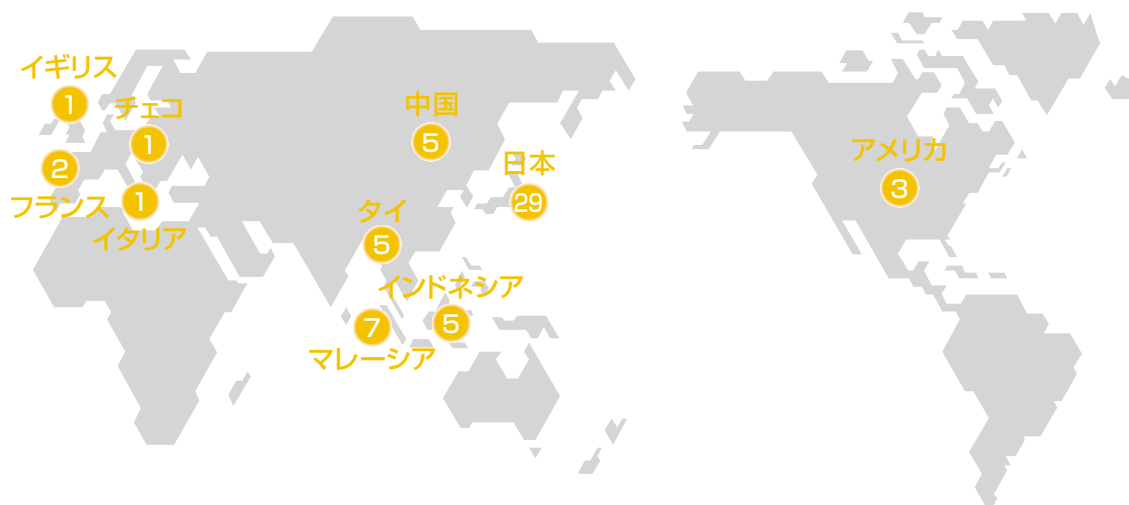 イギリス
1
チェコ
1
2
フランス
1
イタリア
中国
5
日本
29
タイ
5
インドネシア
5
7
マレーシア
アメリカ
3